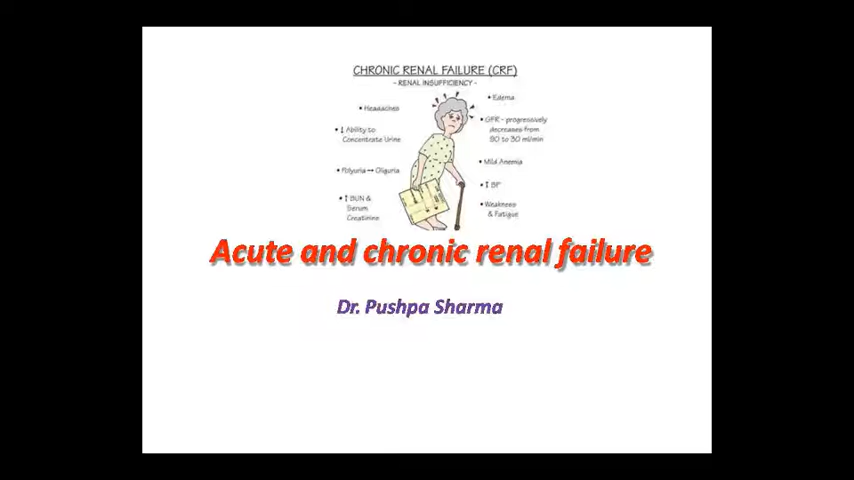 CHRONIC RENAL FAILURE (CRF)
- RENAL INSUFFICIENCY -
• Headaches
• ↓ Ability to
Concentrate Urine
• Polyuria → Oliguria
• ↑ BUN &
Serum
Creatinine
• Edema
• GFR - progressively
decreases from
90 to 30 ml/min
• Mild Anemia
• ↑ BP
• Weakness
& Fatigue
Acute and chronic renal failure
Dr. Pushpa Sharma